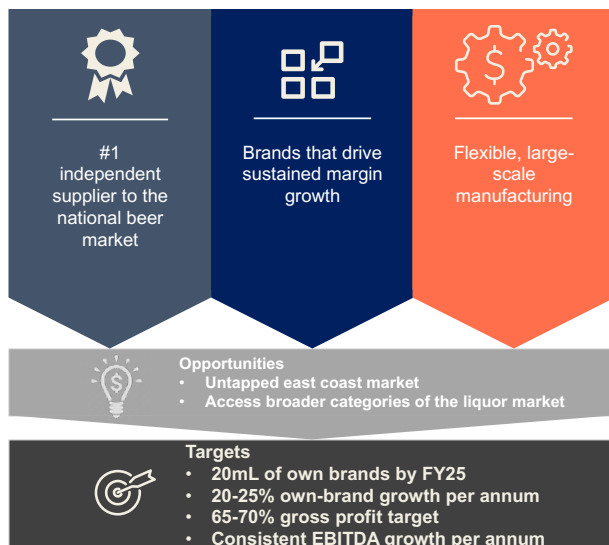 #1
independent
supplier to the
national beer
market
Brands that drive
sustained margin
growth
Flexible, large-
scale
manufacturing
Opportunities
• Untapped east coast market
• Access broader categories of the liquor market
Targets
• 20mL of own brands by FY25
• 20-25% own-brand growth per annum
• 65-70% gross profit target
• Consistent EBITDA growth per annum